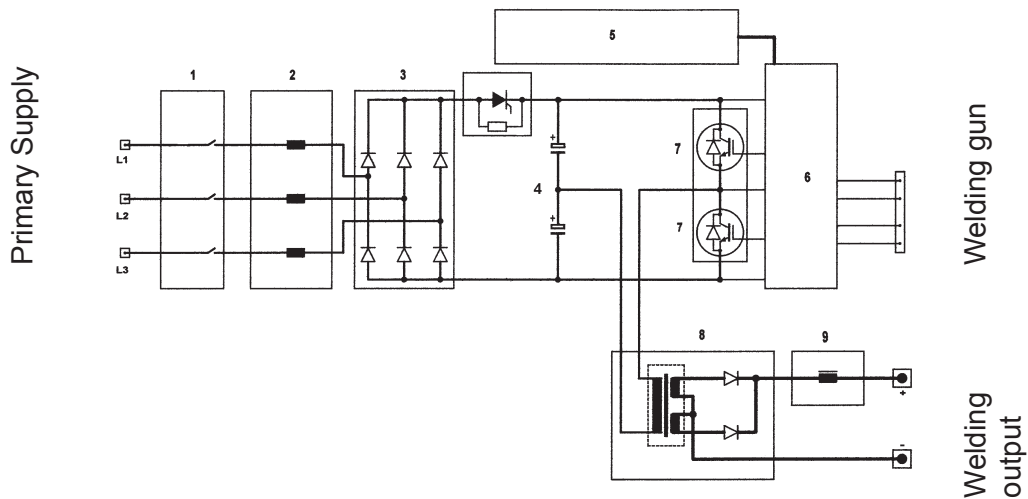 Primary Supply
1
2
3
4
5
6
7
7
8
9
L1
L2
L3
+
+
+
-
Welding gun
Welding
output